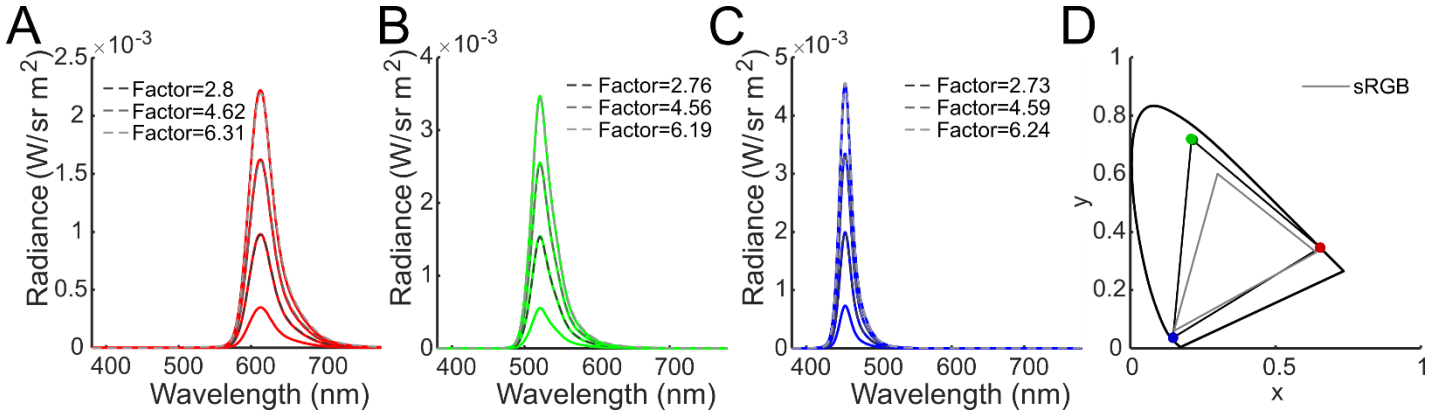 A
×10⁻³
Radiance (W/sr m²)
2.5
2
1.5
1
0.5
0
Factor=2.8
Factor=4.62
Factor=6.31
400 500 600 700
Wavelength (nm)
B
×10⁻³
Radiance (W/sr m²)
4
3
2
1
0
Factor=2.76
Factor=4.56
Factor=6.19
400 500 600 700
Wavelength (nm)
C
×10⁻³
Radiance (W/sr m²)
5
4
3
2
1
0
Factor=2.73
Factor=4.59
Factor=6.24
400 500 600 700
Wavelength (nm)
D
y
1
0.8
0.6
0.4
0.2
0
sRGB
0 0.5 1
x